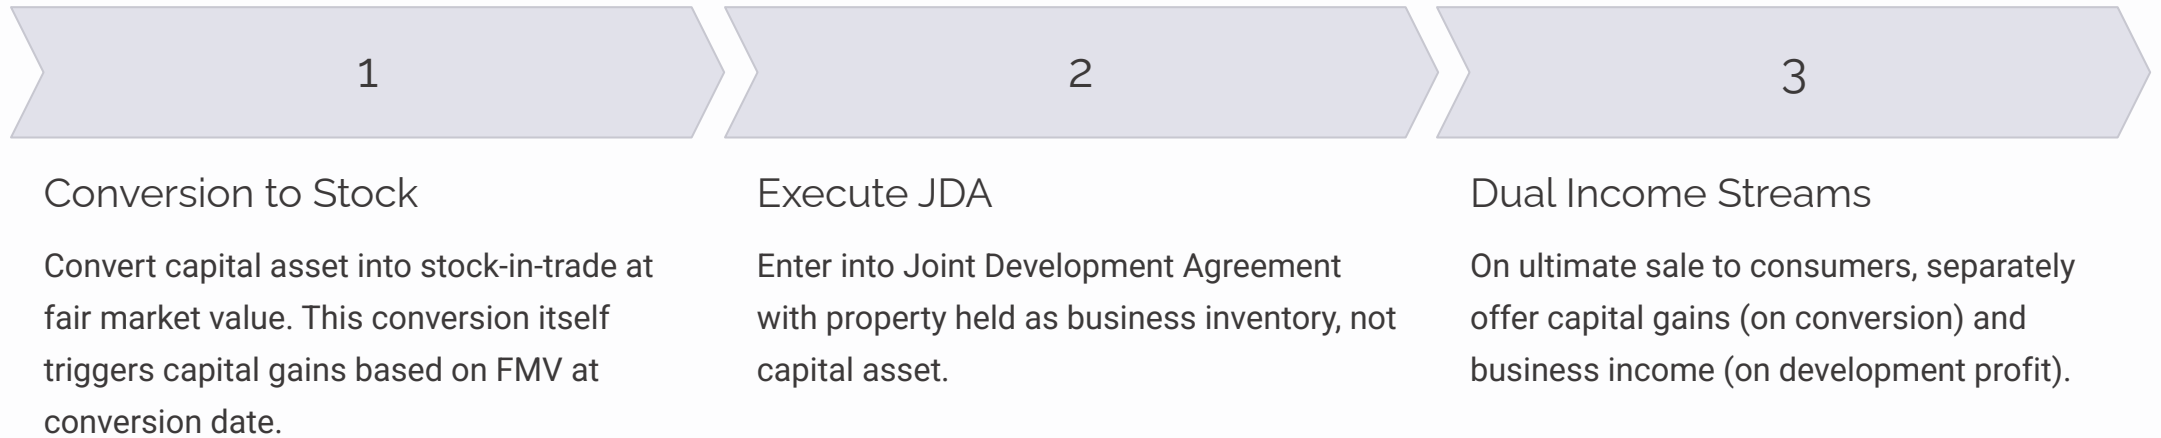 1
2
3
Conversion to Stock
Convert capital asset into stock-in-trade at
fair market value. This conversion itself
triggers capital gains based on FMV at
conversion date.
Execute JDA
Enter into Joint Development Agreement
with property held as business inventory, not
capital asset.
Dual Income Streams
On ultimate sale to consumers, separately
offer capital gains (on conversion) and
business income (on development profit).